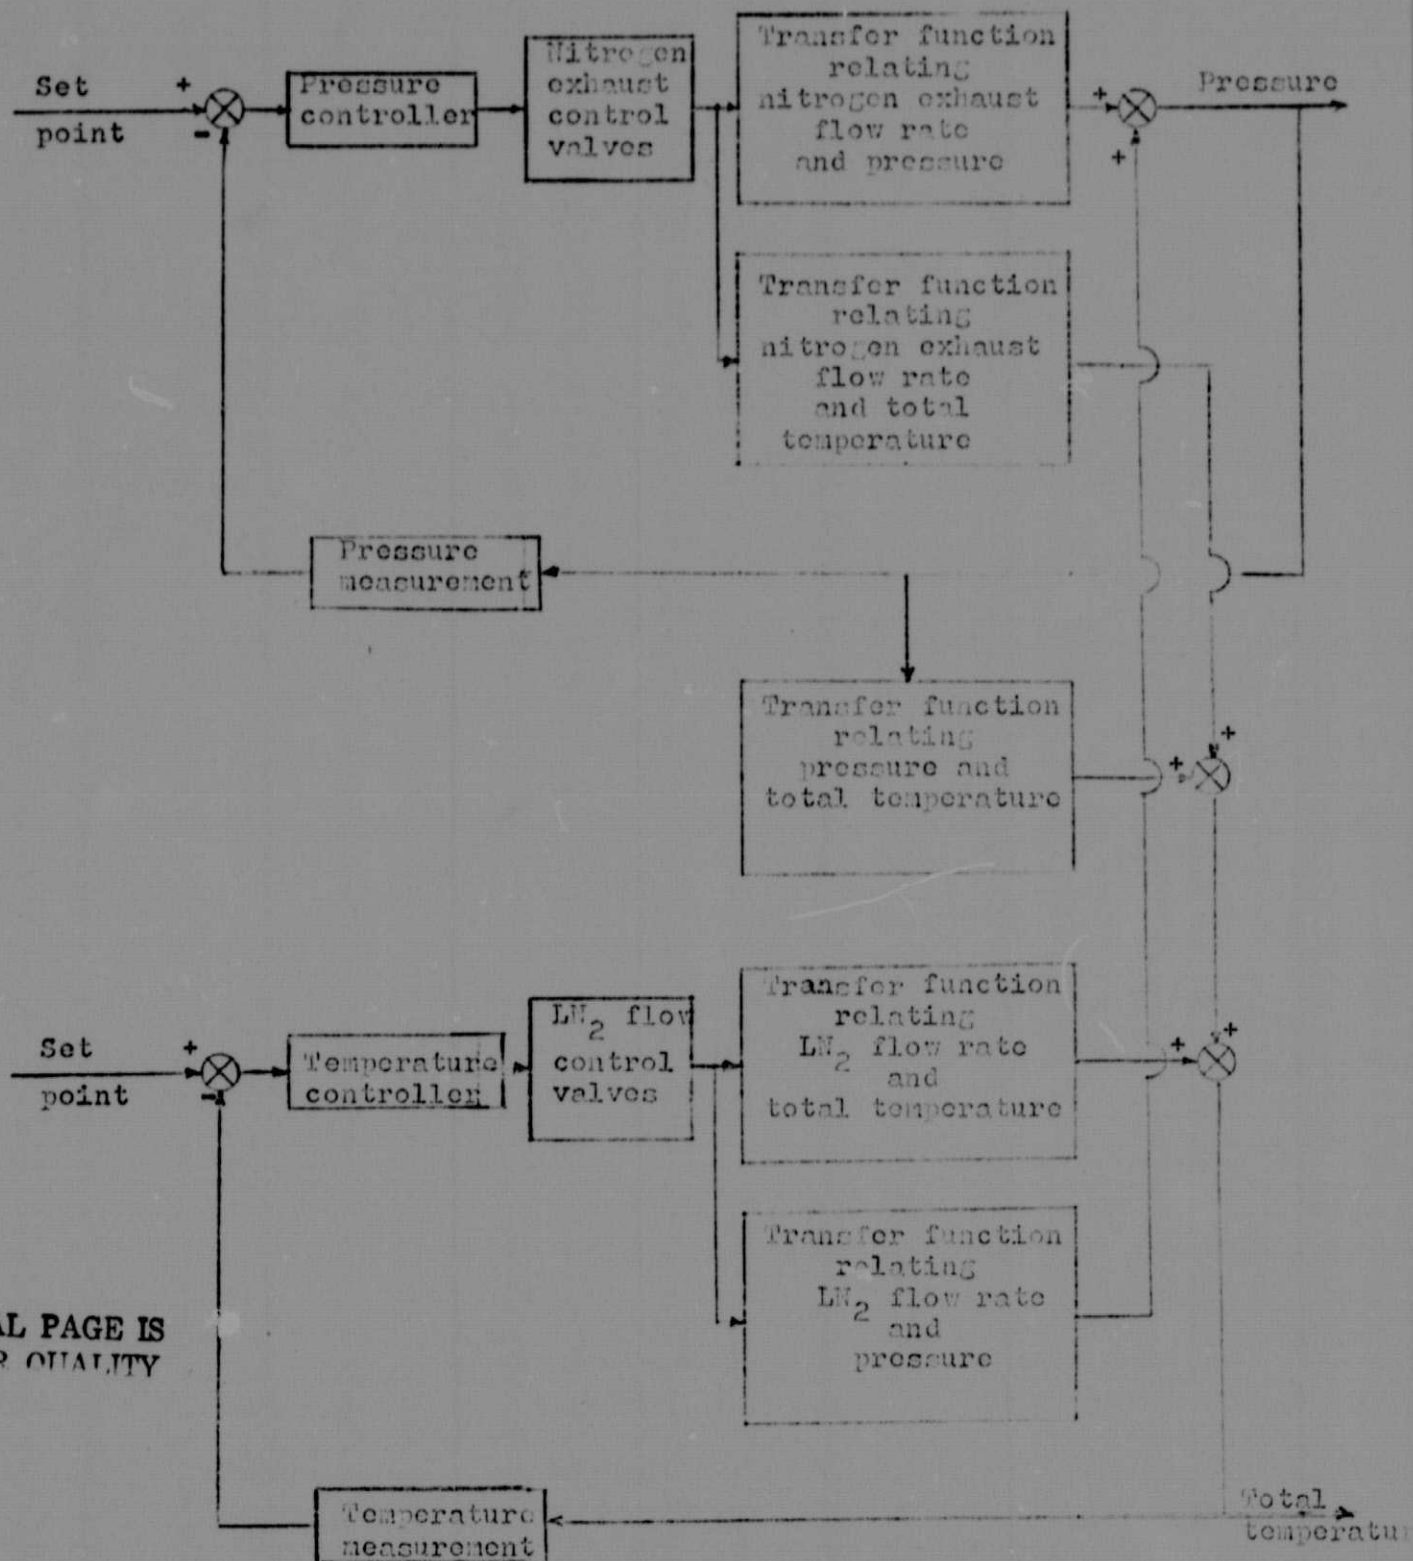 Set
point
+
-
Pressure
controller
Nitrogen
exhaust
control
valves
Transfer function
relating
nitrogen exhaust
flow rate
and pressure
+
+
Pressure
Transfer function
relating
nitrogen exhaust
flow rate
and total
temperature
Pressure
measurement
Transfer function
relating
pressure and
total temperature
+
+
Set
point
+
-
Temperature
controller
LN2 flow
control
valves
Transfer function
relating
LN2 flow rate
and
total temperature
+
+
Transfer function
relating
LN2 flow rate
and
pressure
AL PAGE IS
QUALITY
Temperature
measurement
Total
temperatur